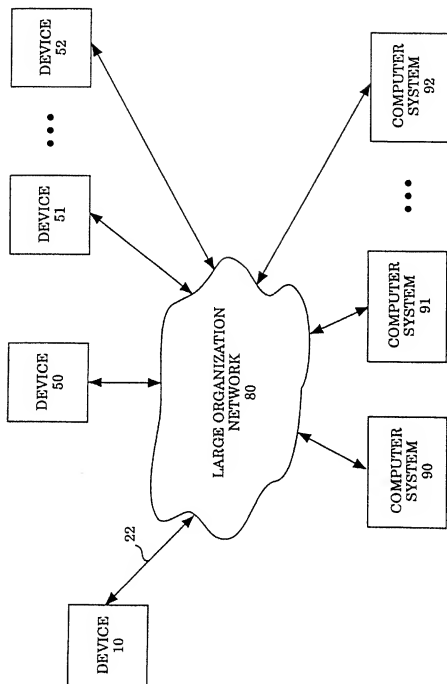 DEVICE
10
22
DEVICE
50
DEVICE
51
•••
DEVICE
52
LARGE ORGANIZATION
NETWORK
80
COMPUTER
SYSTEM
90
COMPUTER
SYSTEM
91
•••
COMPUTER
SYSTEM
92